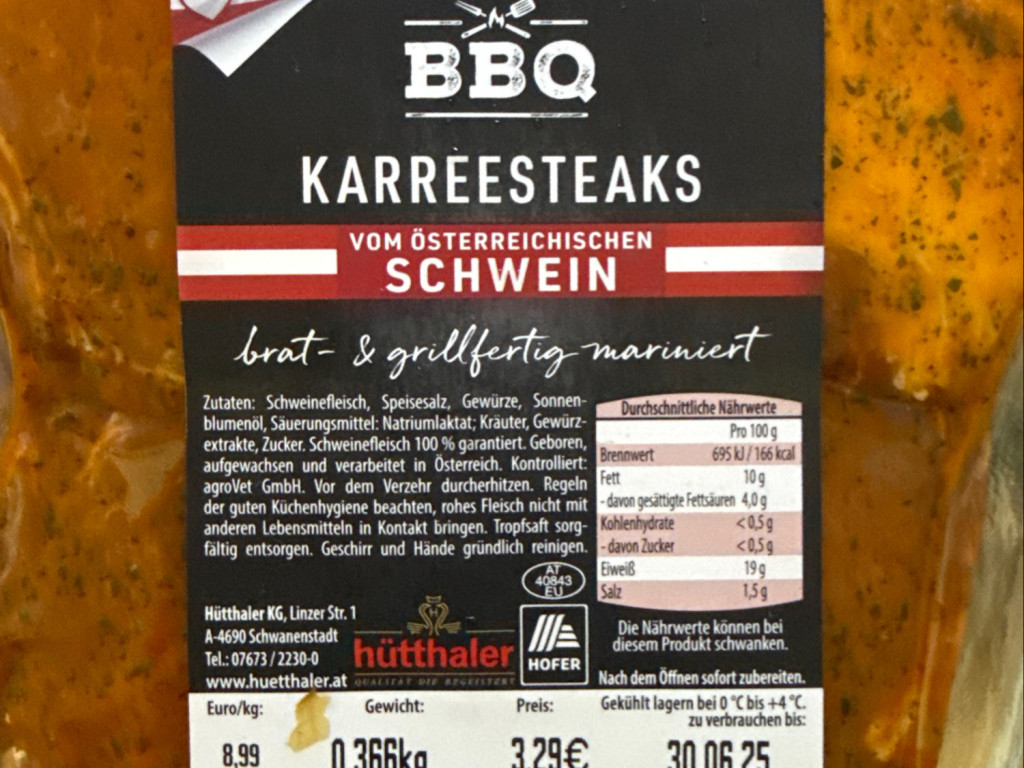 BBQ
KARREESTEAKS
VOM ÖSTERREICHISCHEN
SCHWEIN
brat- & grillfertig mariniert
Zutaten: Schweinefleisch, Speisesalz, Gewürze, Sonnen-
blumenöl, Säuerungsmittel: Natriumlaktat; Kräuter, Gewürz-
extrakte, Zucker. Schweinefleisch 100 % garantiert. Geboren,
aufgewachsen und verarbeitet in Österreich. Kontrolliert:
agroVet GmbH. Vor dem Verzehr durcherhitzen. Regeln
der guten Küchenhygiene beachten, rohes Fleisch nicht mit
anderen Lebensmitteln in Kontakt bringen. Tropfsaft sorg-
fältig entsorgen. Geschirr und Hände gründlich reinigen.
Durchschnittliche Nährwerte
Pro 100 g
Brennwert 695 kJ / 166 kcal
Fett 10 g
- davon gesättigte Fettsäuren 4,0 g
Kohlenhydrate < 0,5 g
- davon Zucker < 0,5 g
Eiweiß 19 g
Salz 1,5 g
AT
40843
EU
Hütthaler KG, Linzer Str. 1
A-4690 Schwanenstadt
Tel.: 07673 / 2230-0
www.huetthaler.at
H
hütthaler
QUALITÄT DIE BEGEISTERT
HOFER
Die Nährwerte können bei
diesem Produkt schwanken.
Nach dem Öffnen sofort zubereiten.
Euro/kg: Gewicht: Preis: Gekühlt lagern bei 0 °C bis +4 °C.
zu verbrauchen bis:
8,99 0,366kg 3,29€ 30.06.25